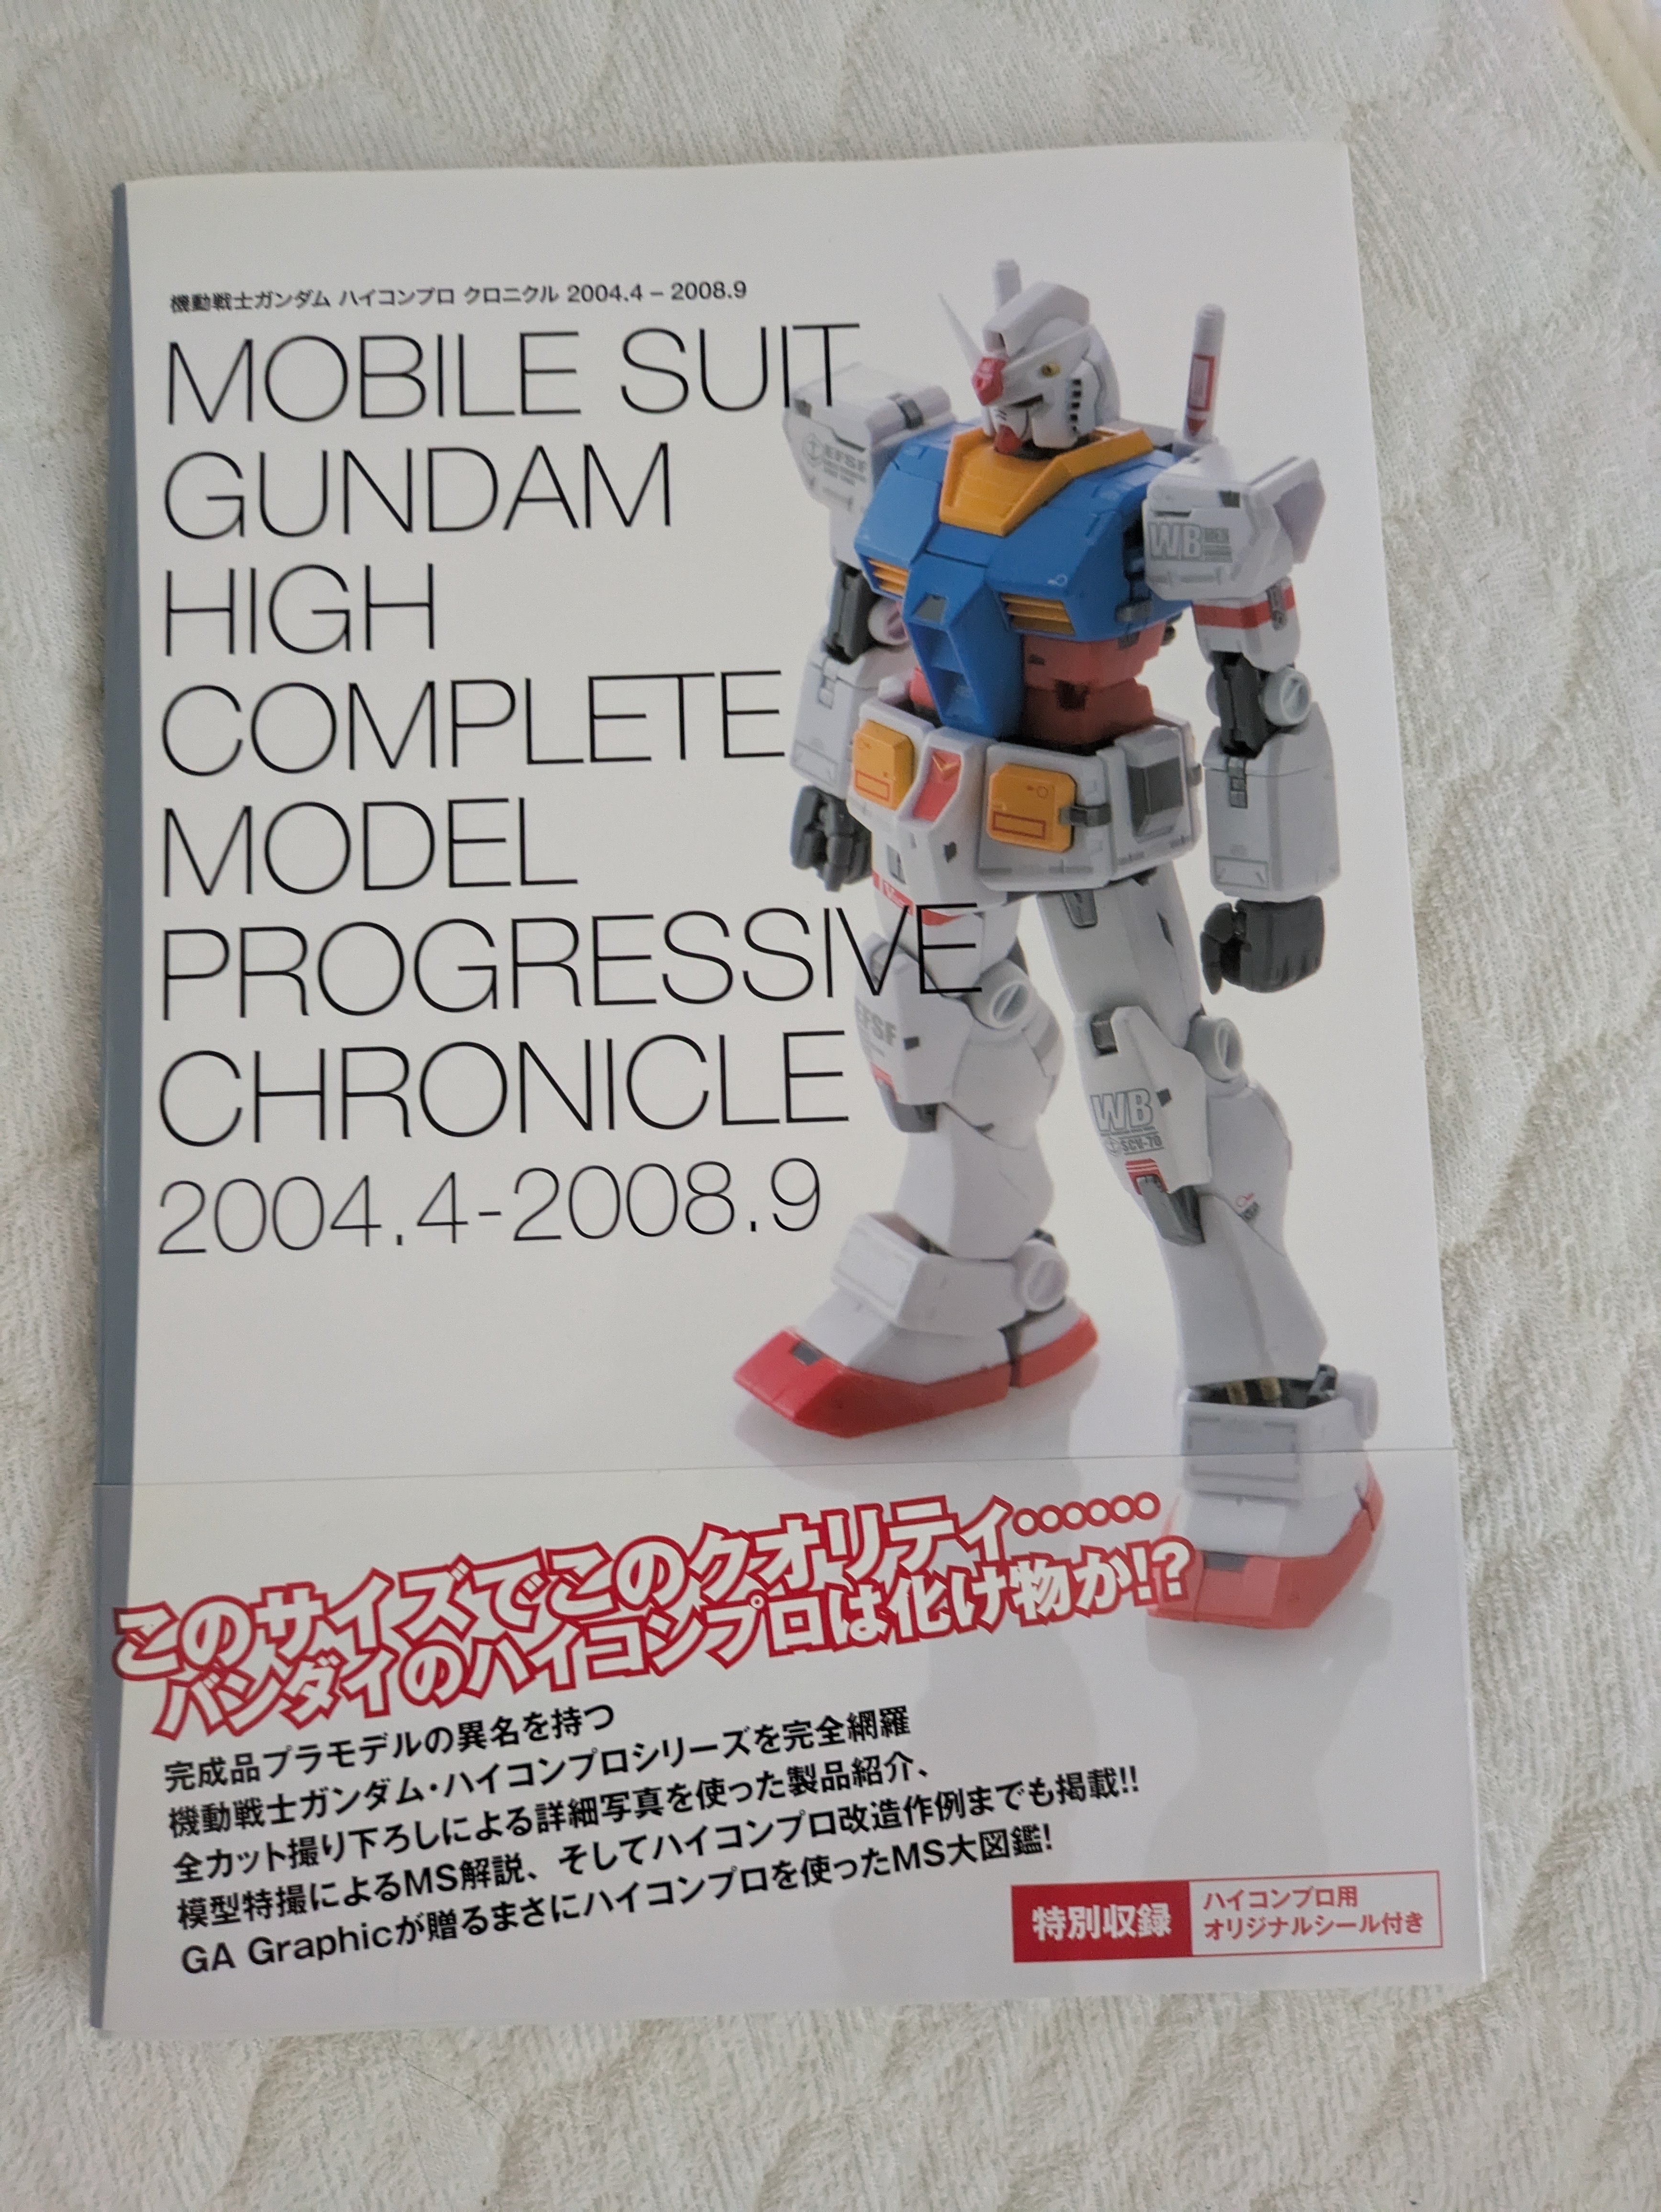 機動戦士ガンダム ハイコンプロ クロニクル 2004.4 – 2008.9
MOBILE SUIT
GUNDAM
HIGH
COMPLETE
MODEL
PROGRESSIVE
CHRONICLE
2004.4-2008.9
EFSF
WB
EFSF
WB
SCV-70
このサイズでこのクオリティ……
バンダイのハイコンプロは化け物か!?
完成品プラモデルの異名を持つ
機動戦士ガンダム・ハイコンプロシリーズを完全網羅
全カット撮り下ろしによる詳細写真を使った製品紹介、
模型特撮によるMS解説、そしてハイコンプロ改造作例までも掲載!!
GA Graphicが贈るまさにハイコンプロを使ったMS大図鑑!
特別収録
ハイコンプロ用
オリジナルシール付き